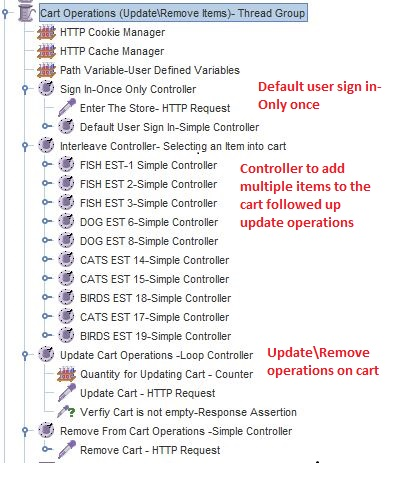 Cart Operations (Update\Remove Items)- Thread Group
HTTP Cookie Manager
HTTP Cache Manager
Path Variable-User Defined Variables
Sign In-Once Only Controller
Default user sign in-
Only once
Enter The Store- HTTP Request
Default User Sign In-Simple Controller
Interleave Controller- Selecting an Item into cart
FISH EST-1 Simple Controller
FISH EST 2-Simple Controller
FISH EST 3-Simple Controller
DOG EST 6-Simple Controller
DOG EST 8-Simple Controller
CATS EST 14-Simple Controller
CATS EST 15-Simple Controller
BIRDS EST 18-Simple Controller
CATS EST 17-Simple Controller
BIRDS EST 19-Simple Controller
Controller to add
multiple items to the
cart followed up
update operations
Update Cart Operations -Loop Controller
Quantity for Updating Cart - Counter
Update Cart - HTTP Request
Verfiy Cart is not empty-Response Assertion
Update\Remove
operations on cart
Remove From Cart Operations -Simple Controller
Remove Cart - HTTP Request